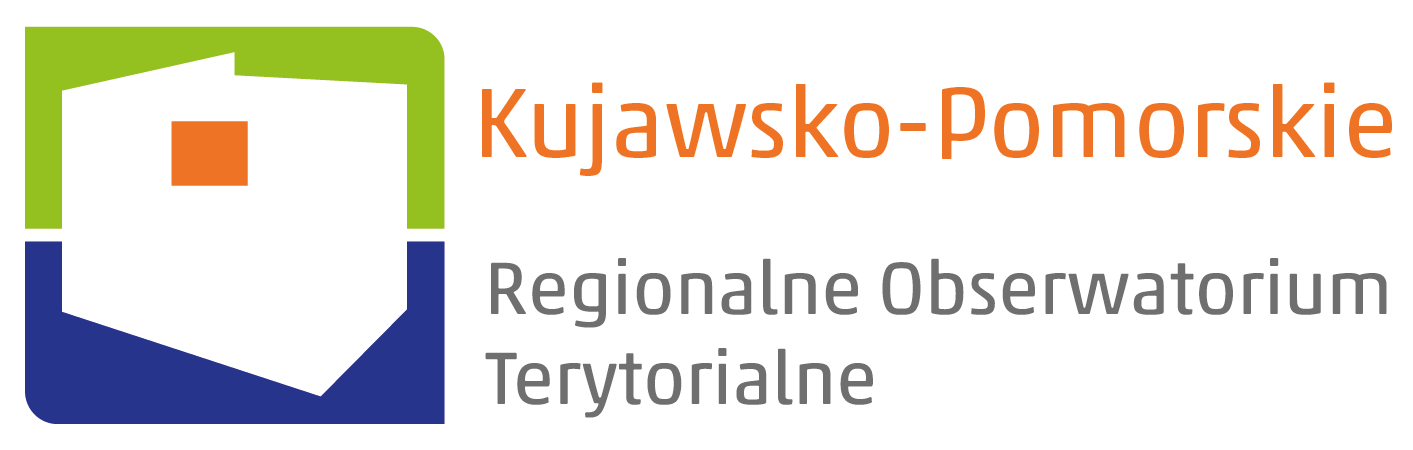 Kujawsko-Pomorskie
Regionalne Obserwatorium
Terytorialne